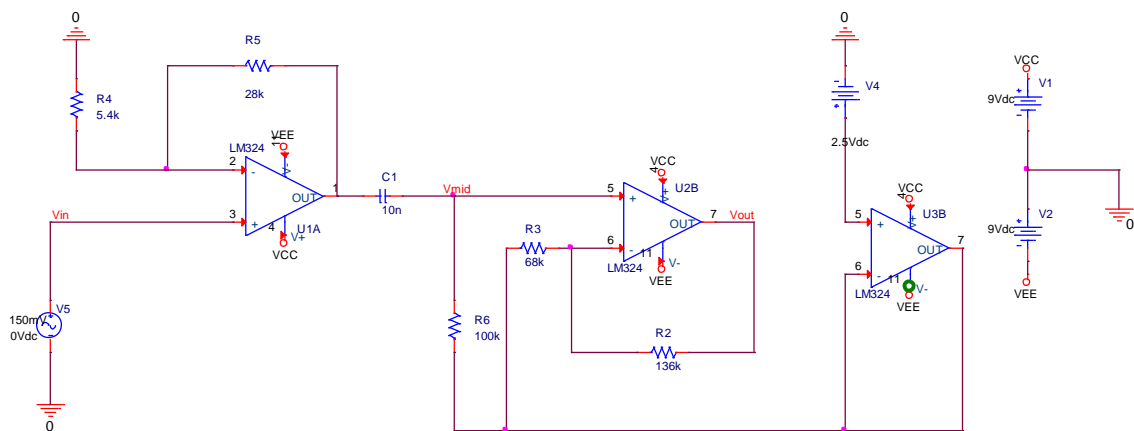 0
R5
28k
R4
5.4k
VEE
11
LM324
V-
2
-
OUT
1
3
+
4
V+
U1A
VCC
Vin
V5
150mV
0Vdc
0
C1
10n
Vmid
VCC
4
V+
U2B
5
+
OUT
7
Vout
R3
68k
6
-
11
V-
LM324
VEE
R6
100k
R2
136k
0
V4
2.5Vdc
VCC
4
V+
U3B
5
+
OUT
7
6
-
11
V-
LM324
VEE
VCC
V1
9Vdc
V2
9Vdc
VEE
0